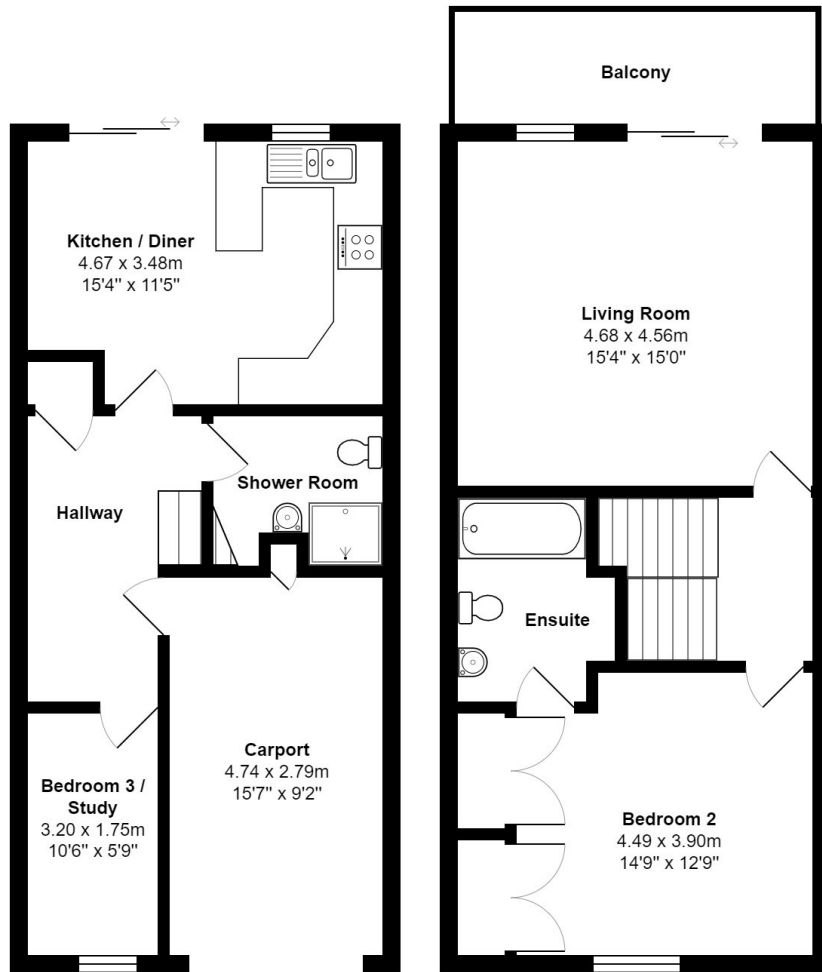 Balcony
Kitchen / Diner
4.67 x 3.48m
15'4" x 11'5"
Living Room
4.68 x 4.56m
15'4" x 15'0"
Hallway
Shower Room
Ensuite
Carport
4.74 x 2.79m
15'7" x 9'2"
Bedroom 3 /
Study
3.20 x 1.75m
10'6" x 5'9"
Bedroom 2
4.49 x 3.90m
14'9" x 12'9"